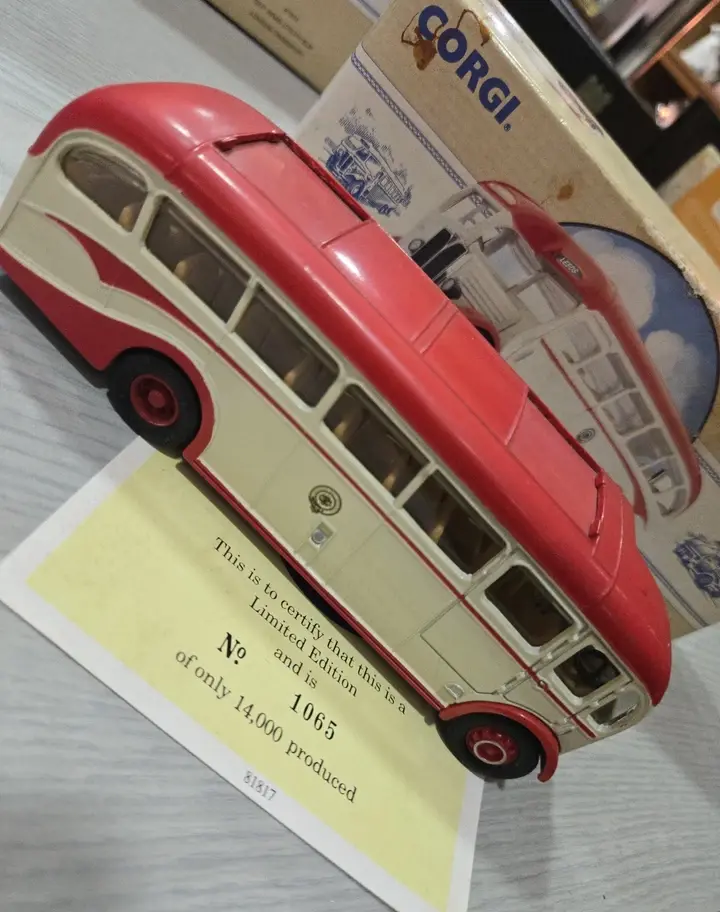 CORGI®
This is to certify that this is a
Limited Edition
and is
Nº 1065
of only 14,000 produced
81817